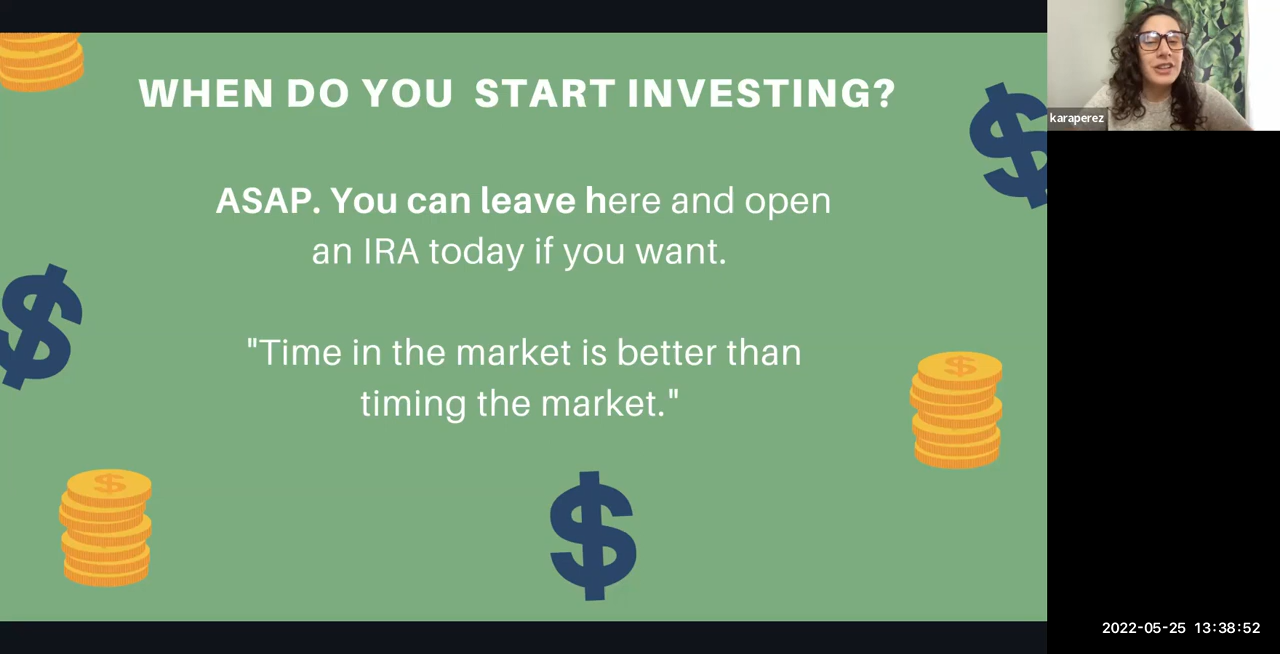 WHEN DO YOU START INVESTING?
ASAP. You can leave here and open
an IRA today if you want.
"Time in the market is better than
timing the market."
$
$
$
$
$
karaperez
2022-05-25 13:38:52